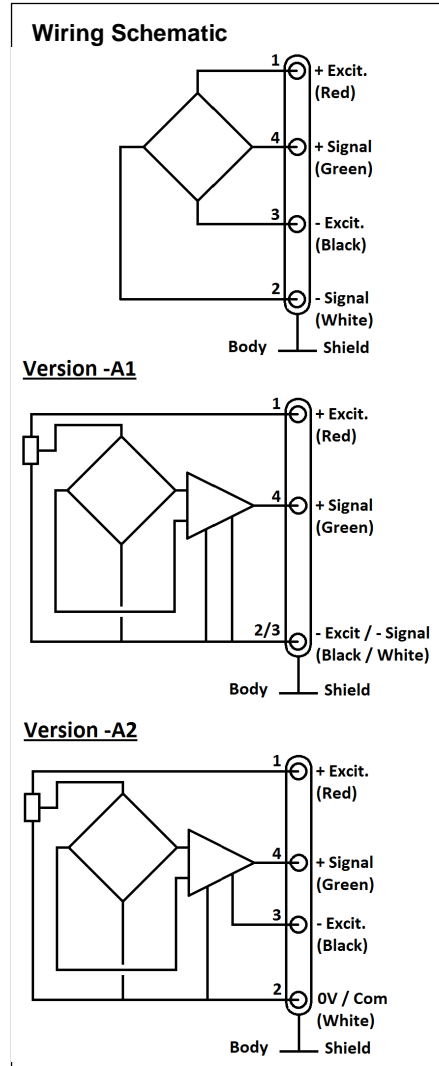 Wiring Schematic
1
+ Excit.
(Red)
4
+ Signal
(Green)
3
- Excit.
(Black)
2
- Signal
(White)
Body Shield
Version -A1
1
+ Excit.
(Red)
4
+ Signal
(Green)
2/3
- Excit / - Signal
(Black / White)
Body Shield
Version -A2
1
+ Excit.
(Red)
4
+ Signal
(Green)
3
- Excit.
(Black)
2
0V / Com
(White)
Body Shield